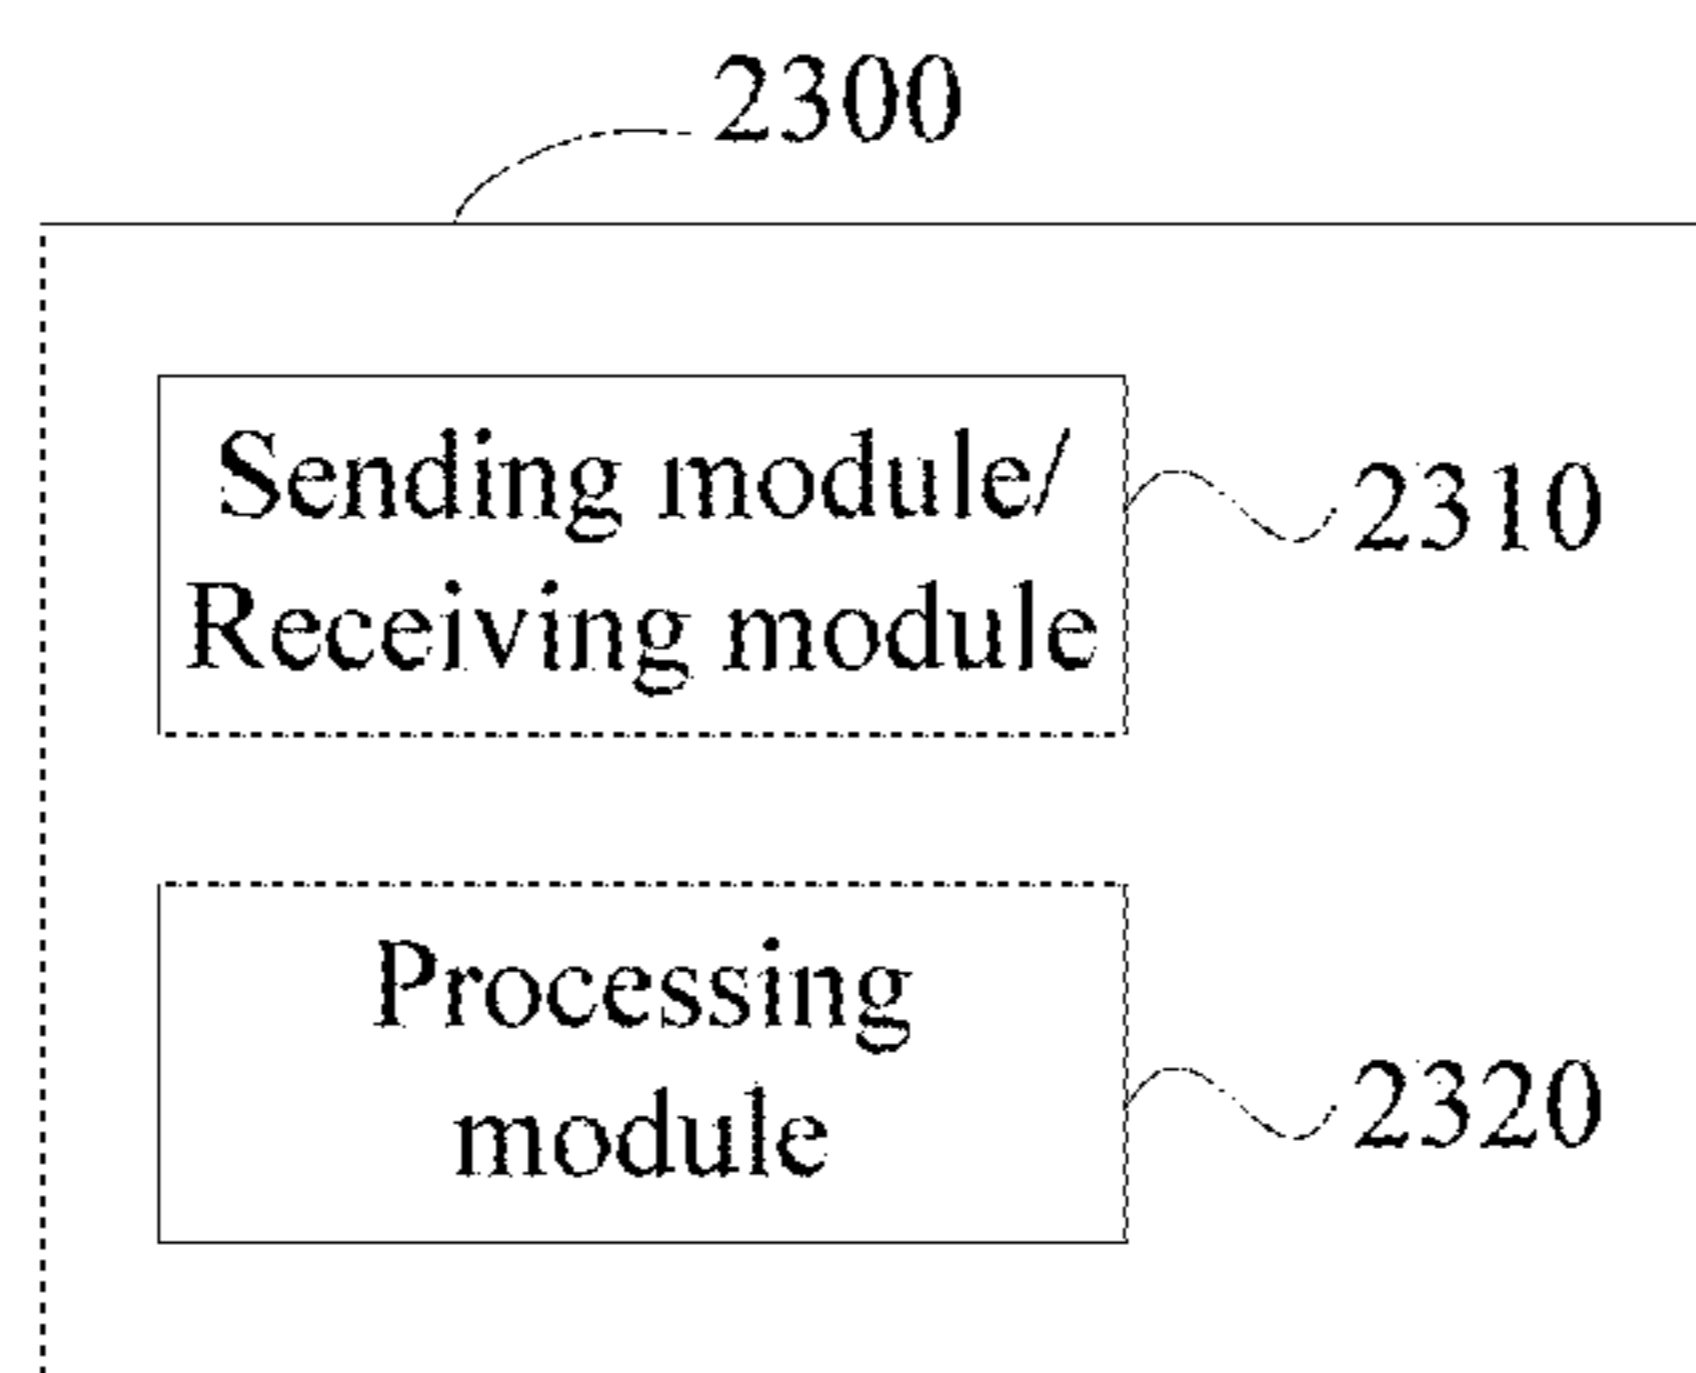 2300
Sending module/
Receiving module
2310
Processing
module
2320